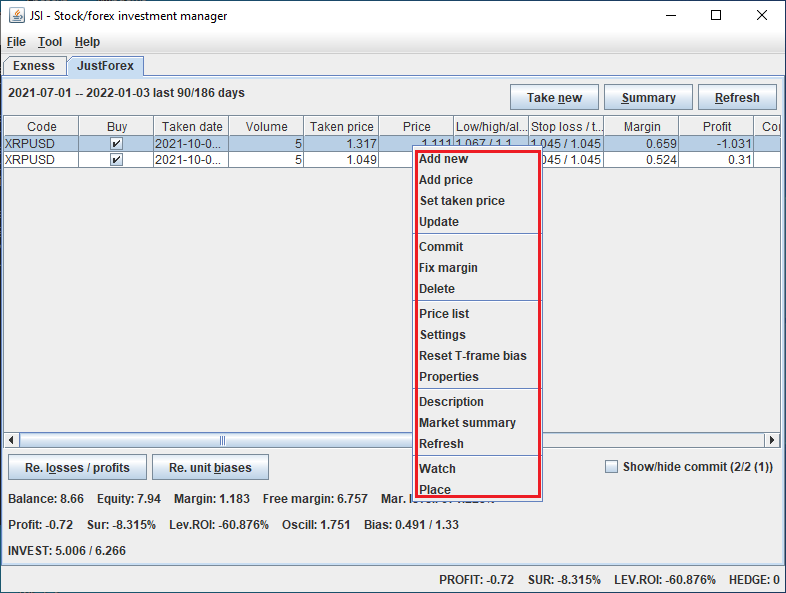 JSI - Stock/forex investment manager
File Tool Help
Exness JustForex
2021-07-01 -- 2022-01-03 last 90/186 days
Take new Summary Refresh
Code Buy Taken date Volume Taken price Price Low/high/al... Stop loss / t... Margin Profit
XRPUSD 2021-10-0... 5 1.317 1.111 1.067 / 1.1... 1.045 / 1.045 0.659 -1.031
XRPUSD 2021-10-0... 5 1.049 1.045 / 1.045 0.524 0.31
Add new
Add price
Set taken price
Update
Commit
Fix margin
Delete
Price list
Settings
Reset T-frame bias
Properties
Description
Market summary
Refresh
Watch
Place
Re. losses / profits Re. unit biases
Show/hide commit (2/2 (1))
Balance: 8.66 Equity: 7.94 Margin: 1.183 Free margin: 6.757 Mar.
Profit: -0.72 Sur: -8.315% Lev.ROI: -60.876% Oscill: 1.751 Bias: 0.491 / 1.33
INVEST: 5.006 / 6.266
PROFIT: -0.72 SUR: -8.315% LEV.ROI: -60.876% HEDGE: 0